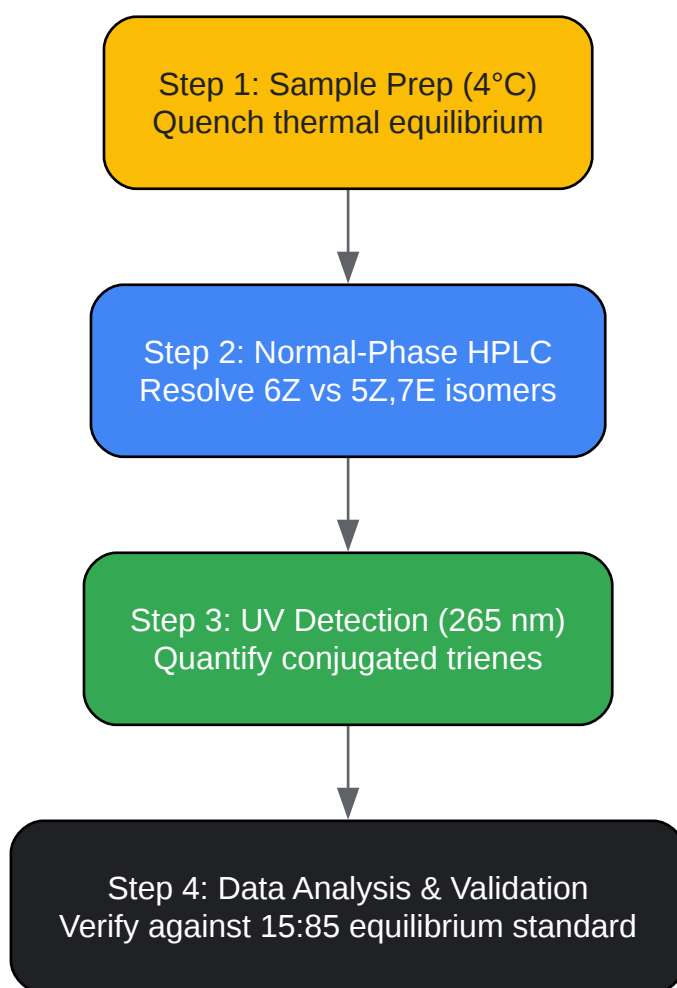 Step 1: Sample Prep (4°C)
Quench thermal equilibrium
Step 2: Normal-Phase HPLC
Resolve 6Z vs 5Z,7E isomers
Step 3: UV Detection (265 nm)
Quantify conjugated trienes
Step 4: Data Analysis & Validation
Verify against 15:85 equilibrium standard